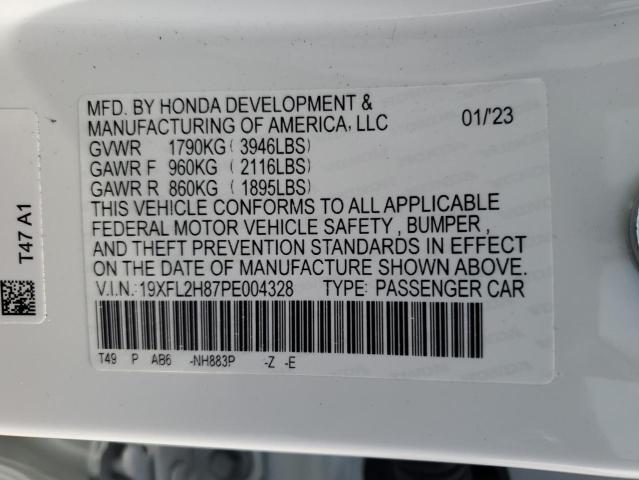 MFD. BY HONDA DEVELOPMENT &
MANUFACTURING OF AMERICA, LLC 01/'23
GVWR 1790KG ( 3946LBS)
GAWR F 960KG ( 2116LBS)
GAWR R 860KG ( 1895LBS)
THIS VEHICLE CONFORMS TO ALL APPLICABLE
FEDERAL MOTOR VEHICLE SAFETY , BUMPER,
AND THEFT PREVENTION STANDARDS IN EFFECT
ON THE DATE OF MANUFACTURE SHOWN ABOVE.
V.I.N.: 19XFL2H87PE004328 TYPE: PASSENGER CAR
T49 P AB6 -NH883P -Z -E
T47 A1